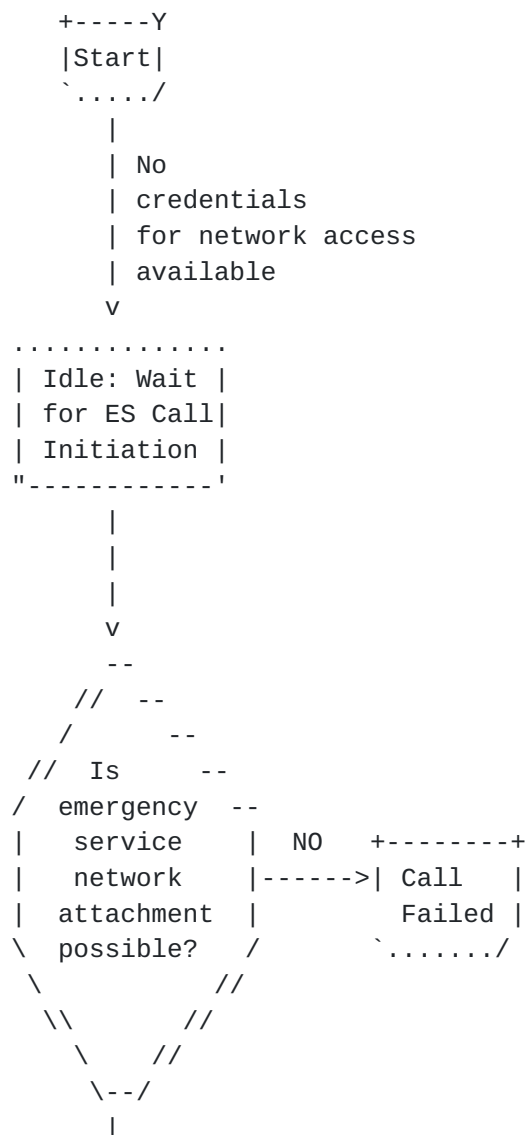 +-----Y
|Start|
`...../
|
| No
| credentials
| for network access
| available
v
..............
| Idle: Wait |
| for ES Call|
| Initiation |
"------------'
|
|
|
v
--
// --
/ --
// Is --
/ emergency --
| service | NO +--------+
| network |------>| Call |
| attachment | Failed |
\ possible? / `......./
\ //
\\ //
\ //
\--/
|